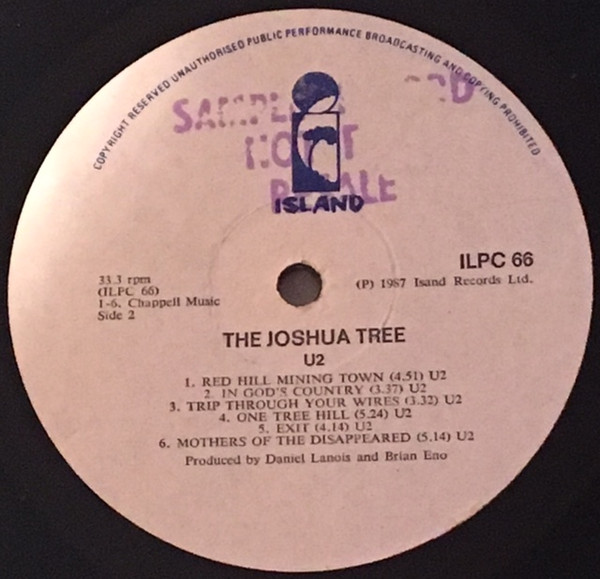 COPYRIGHT RESERVED UNAUTHORISED PUBLIC PERFORMANCE BROADCASTING AND COPYING PROHIBITED
NOT
ISLAND
ILPC 66
33.3 rpm
(ILPC 66)
1-6. Chappell Music
Side 2
(P) 1987 Isand Records Ltd.
THE JOSHUA TREE
U2
1. RED HILL MINING TOWN (4.51) U2
2. IN GOD'S COUNTRY (3.37) U2
3. TRIP THROUGH YOUR WIRES (3.32) U2
4. ONE TREE HILL (5.24) U2
5. EXIT (4.14) U2
6. MOTHERS OF THE DISAPPEARED (5.14) U2
Produced by Daniel Lanois and Brian Eno